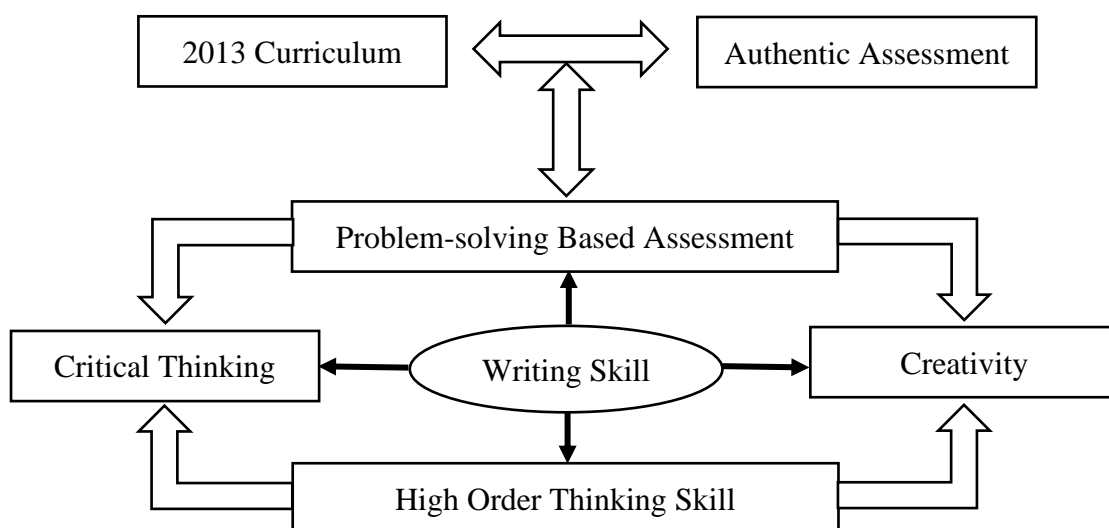 2013 Curriculum
Authentic Assessment
Problem-solving Based Assessment
Critical Thinking
Writing Skill
Creativity
High Order Thinking Skill